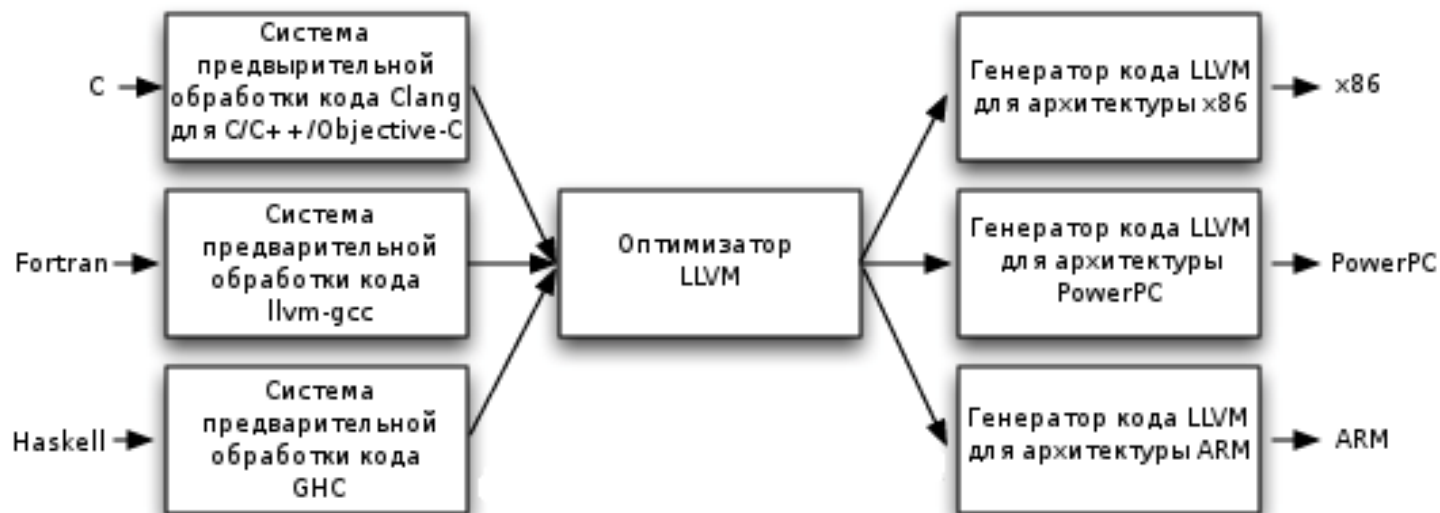 C
Система
предвырительной
обработки кода Clang
для C/C++/Objective-C
Fortran
Система
предварительной
обработки кода
llvm-gcc
Haskell
Система
предварительной
обработки кода
GHC
Оптимизатор
LLVM
Генератор кода LLVM
для архитектуры x86
x86
Генератор кода LLVM
для архитектуры
PowerPC
PowerPC
Генератор кода LLVM
для архитектуры ARM
ARM